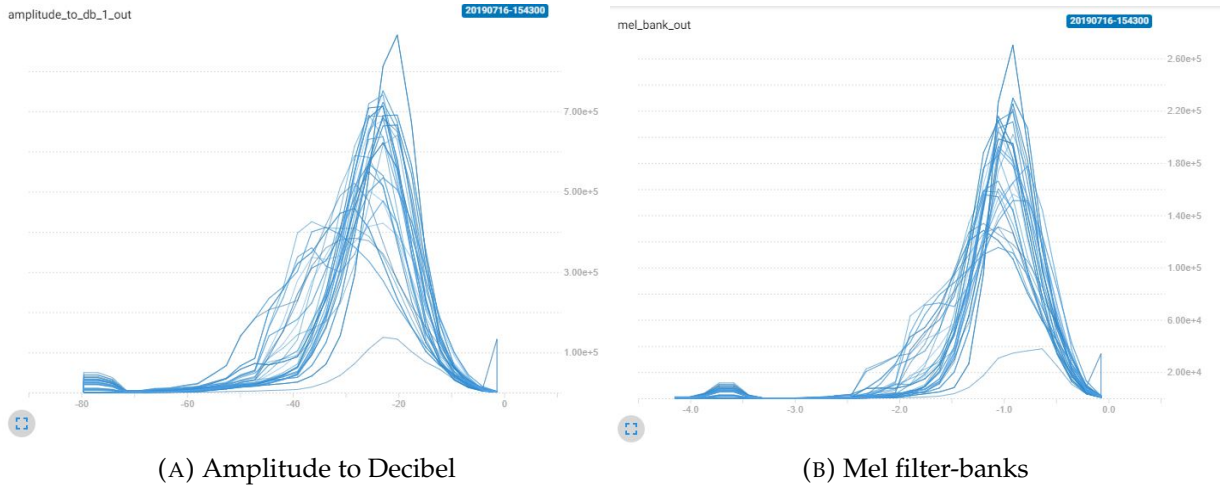 amplitude_to_db_1_out
20190716-154300
7.00e+5
5.00e+5
3.00e+5
1.00e+5
-80
-60
-40
-20
0
(A) Amplitude to Decibel
mel_bank_out
20190716-154300
2.60e+5
2.20e+5
1.80e+5
1.40e+5
1.00e+5
6.00e+4
2.00e+4
-4.0
-3.0
-2.0
-1.0
0.0
(B) Mel filter-banks